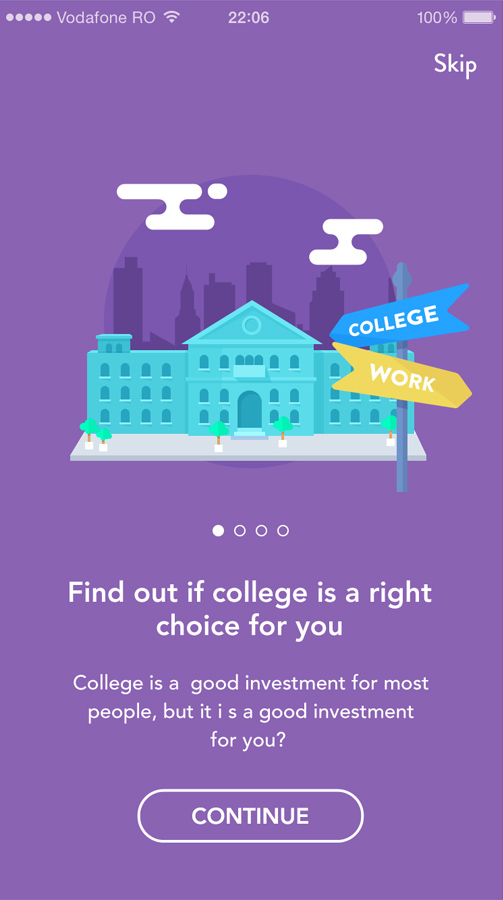 Vodafone RO 22:06 100%
Skip
COLLEGE
WORK
Find out if college is a right
choice for you
College is a  good investment for most
people, but it i s a good investment
for you?
CONTINUE